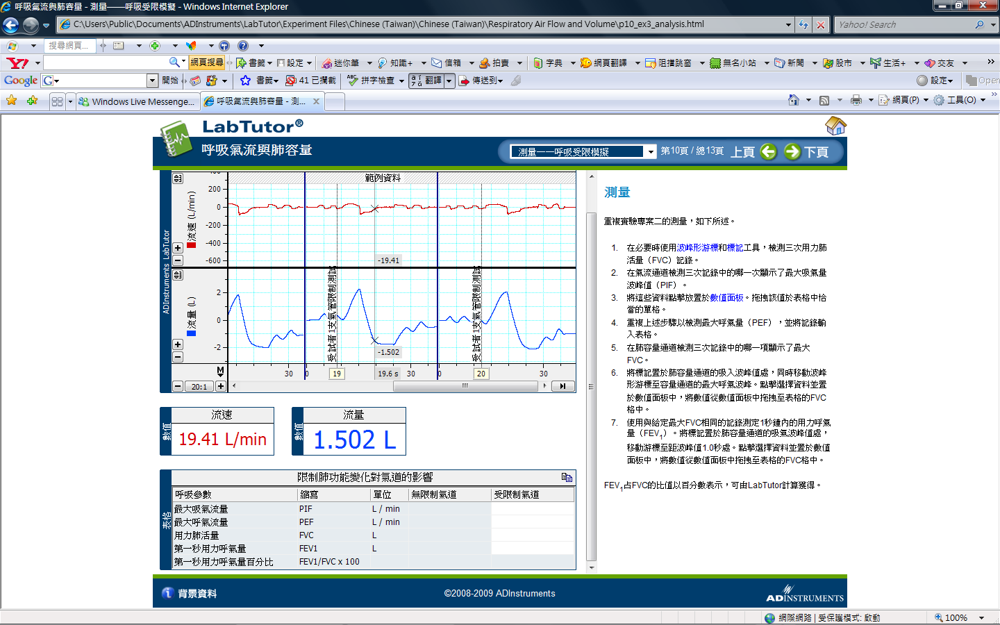 呼吸氣流與肺容量 - 測量——呼吸受限模擬 - Windows Internet Explorer
C:\Users\Public\Documents\ADInstruments\LabTutor\Experiment Files\Chinese (Taiwan)\Chinese (Taiwan)\Respiratory Air Flow and Volume\p10_ex3_analysis.html
Yahoo! Search
搜尋網頁...
Y! 網頁搜尋 書籤 設定 迷你筆 知識+ 信箱 拍賣 字典 網頁翻譯 阻擋跳窗 無名小站 新聞 股市 生活+ 交友
Google G 開始 書籤 41 已攔截 拼字檢查 翻譯 傳送到 設定 Open
Windows Live Messenge... 呼吸氣流與肺容量 - 測... 網頁(P) 工具(O)
LabTutor®
呼吸氣流與肺容量
測量——呼吸受限模擬 第10頁 / 總13頁 上頁 下頁
範例資料
流速 (L/min)
200
0
-200
-400
-600
-19.41
ADInstruments LabTutor
流量 (L)
2
0
-2
受試者 1 支氣管限制測試
受試者 1 支氣管限制測試
-1.502
M
30 0 19 19.6 s 30 0 20 30
20:1
數值
流速
19.41 L/min
數值
流量
1.502 L
表格
限制肺功能變化對氣道的影響
呼吸參數 縮寫 單位 無限制氣道 受限制氣道
最大吸氣流量 PIF L / min
最大呼氣流量 PEF L / min
用力肺活量 FVC L
第一秒用力呼氣量 FEV1 L
第一秒用力呼氣量百分比 FEV1/FVC x 100
測量
重複實驗專案二的測量，如下所述。
1. 在必要時使用波峰形游標和標記工具，檢測三次用力肺
活量（FVC）記錄。
2. 在氣流通道檢測三次記錄中的哪一次顯示了最大吸氣量
波峰值（PIF）。
3. 將這些資料點擊放置於數值面板。拖拽該值於表格中恰
當的單格。
4. 重複上述步驟以檢測最大呼氣量（PEF），並將記錄輸
入表格。
5. 在肺容量通道檢測三次記錄中的哪一項顯示了最大
FVC。
6. 將標記置於肺容量通道的吸入波峰值處，同時移動波峰
形游標至容量通道的最大呼氣波峰。點擊選擇資料並置
於數值面板中，將數值從數值面板中拖拽至表格的FVC
格中。
7. 使用與給定最大FVC相同的記錄測定1秒鐘內的用力呼氣
量（FEV1）。將標記置於肺容量通道的吸氣波峰值處，
移動游標至距波峰值1.0秒處。點擊選擇資料並置於數值
面板中，將數值從數值面板中拖拽至表格的FVC格中。
FEV1占FVC的比值以百分數表示，可由LabTutor計算獲得。
背景資料
©2008-2009 ADInstruments
ADINSTRUMENTS
網際網路 | 受保護模式: 啟動
100%